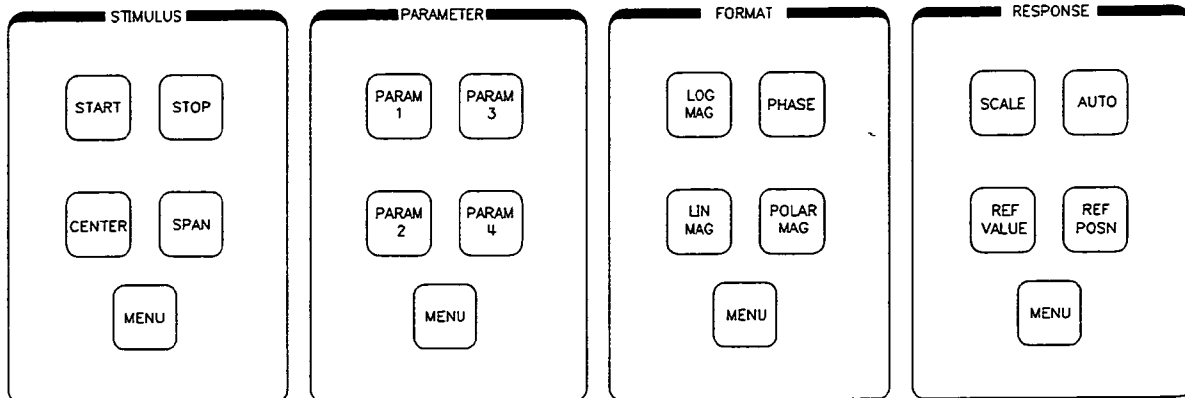 STIMULUS
START
STOP
CENTER
SPAN
MENU
PARAMETER
PARAM
1
PARAM
3
PARAM
2
PARAM
4
MENU
FORMAT
LOG
MAG
PHASE
LIN
MAG
POLAR
MAG
MENU
RESPONSE
SCALE
AUTO
REF
VALUE
REF
POSN
MENU